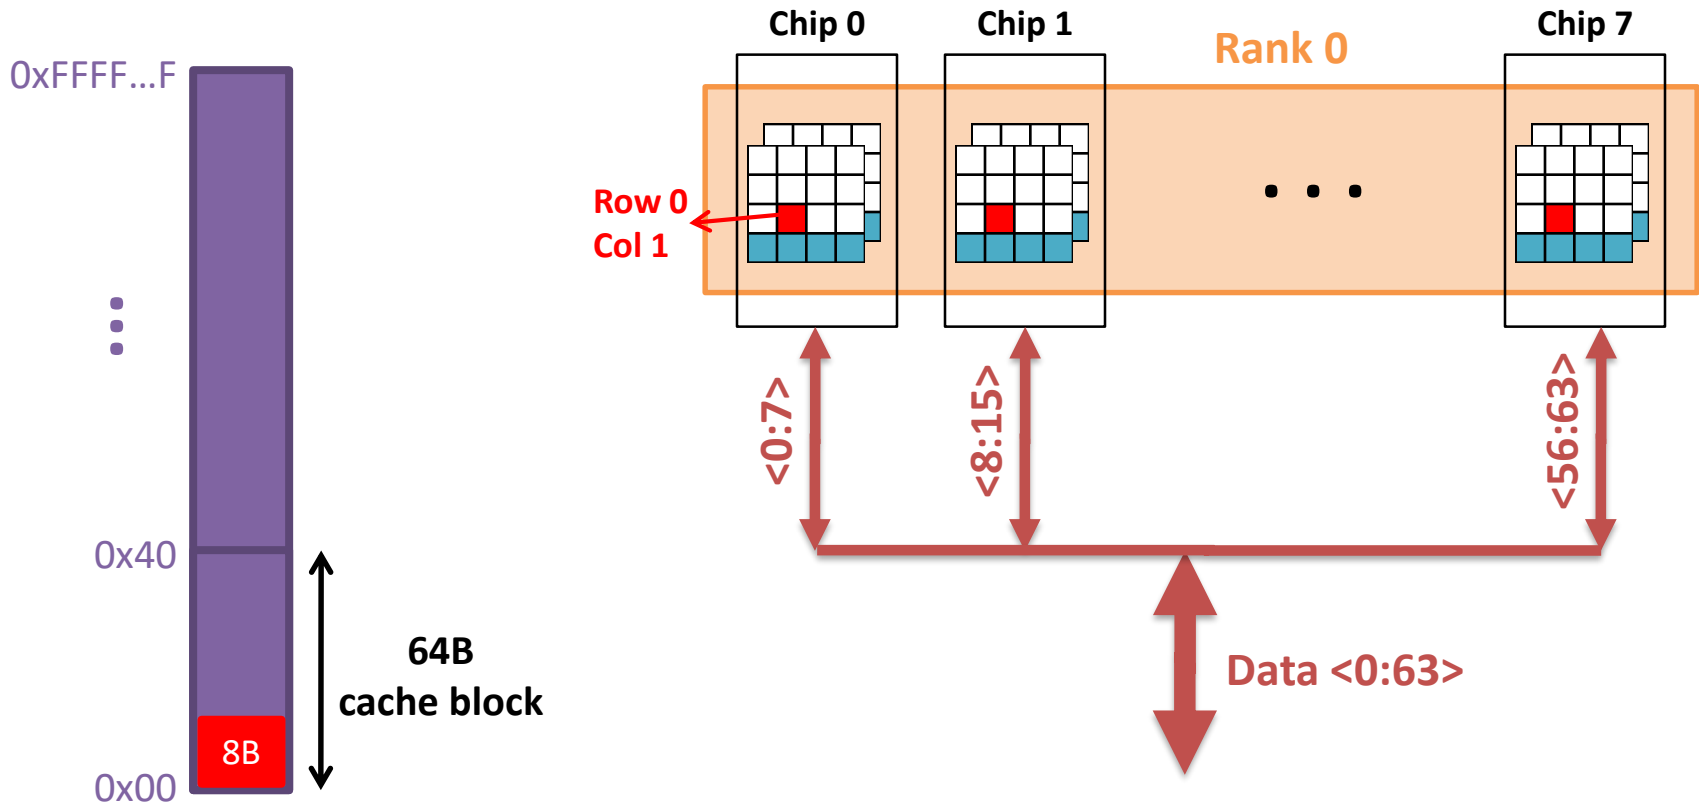 Chip 0
Chip 1
Chip 7
Rank 0
0xFFFF...F
Row 0
Col 1
<0:7>
<8:15>
<56:63>
0x40
64B
cache block
Data <0:63>
8B
0x00